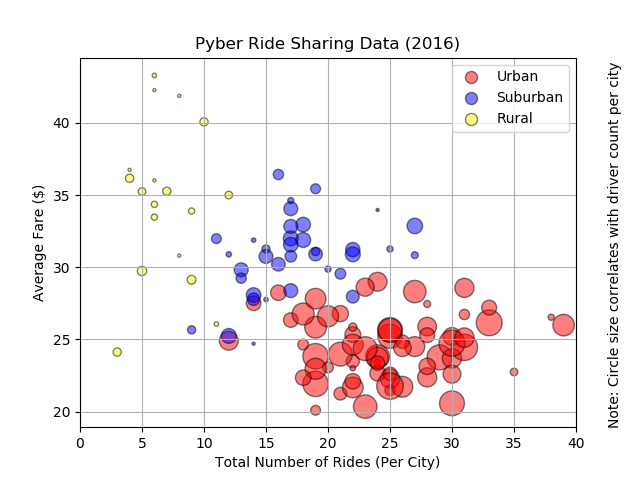 Pyber Ride Sharing Data (2016)
Urban
Suburban
Rural
Average Fare ($)
40
35
30
25
20
0 5 10 15 20 25 30 35 40
Total Number of Rides (Per City)
Note: Circle size correlates with driver count per city